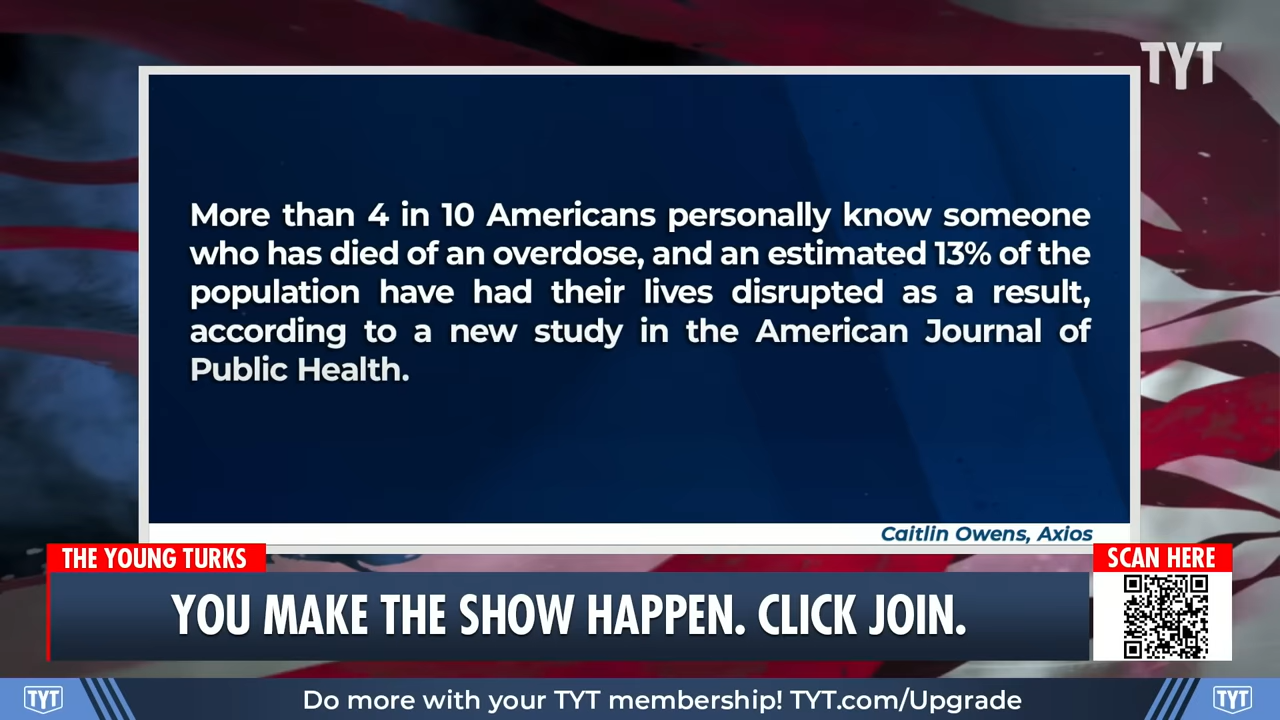 TYT
More than 4 in 10 Americans personally know someone
who has died of an overdose, and an estimated 13% of the
population have had their lives disrupted as a result,
according to a new study in the American Journal of
Public Health.
Caitlin Owens, Axios
THE YOUNG TURKS
SCAN HERE
YOU MAKE THE SHOW HAPPEN. CLICK JOIN.
TYT
Do more with your TYT membership! TYT.com/Upgrade
TYT